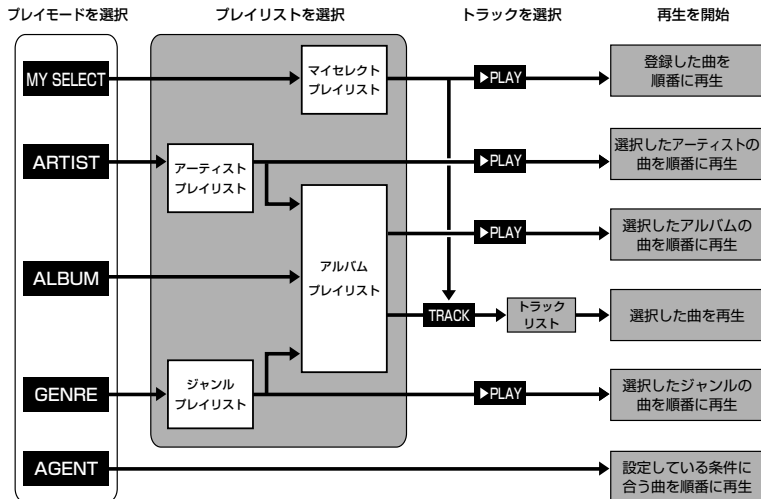 プレイモードを選択
プレイリストを選択
トラックを選択
再生を開始
MY SELECT
マイセレクト
プレイリスト
▶PLAY
登録した曲を
順番に再生
ARTIST
アーティスト
プレイリスト
▶PLAY
選択したアーティストの
曲を順番に再生
▶PLAY
選択したアルバムの
曲を順番に再生
ALBUM
アルバム
プレイリスト
TRACK
トラック
リスト
選択した曲を再生
GENRE
ジャンル
プレイリスト
▶PLAY
選択したジャンルの
曲を順番に再生
AGENT
設定している条件に
合う曲を順番に再生